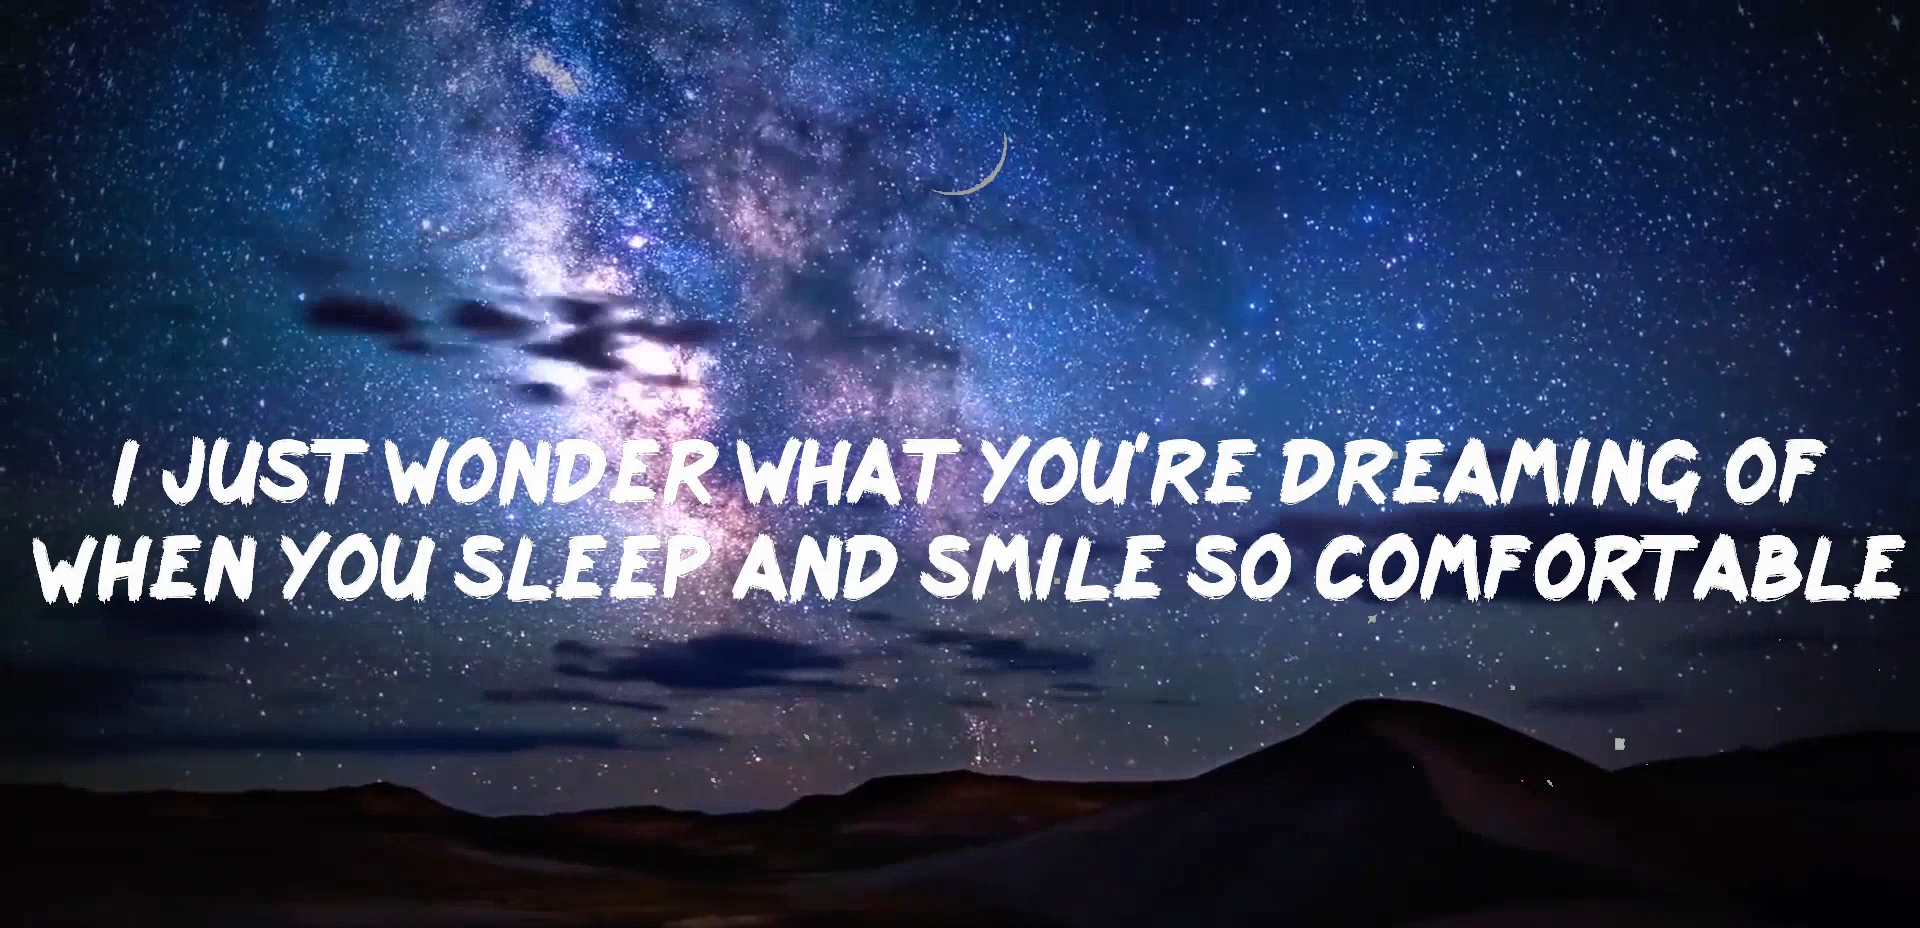 I JUST WONDER WHAT YOU'RE DREAMING OF
WHEN YOU SLEEP AND SMILE SO COMFORTABLE